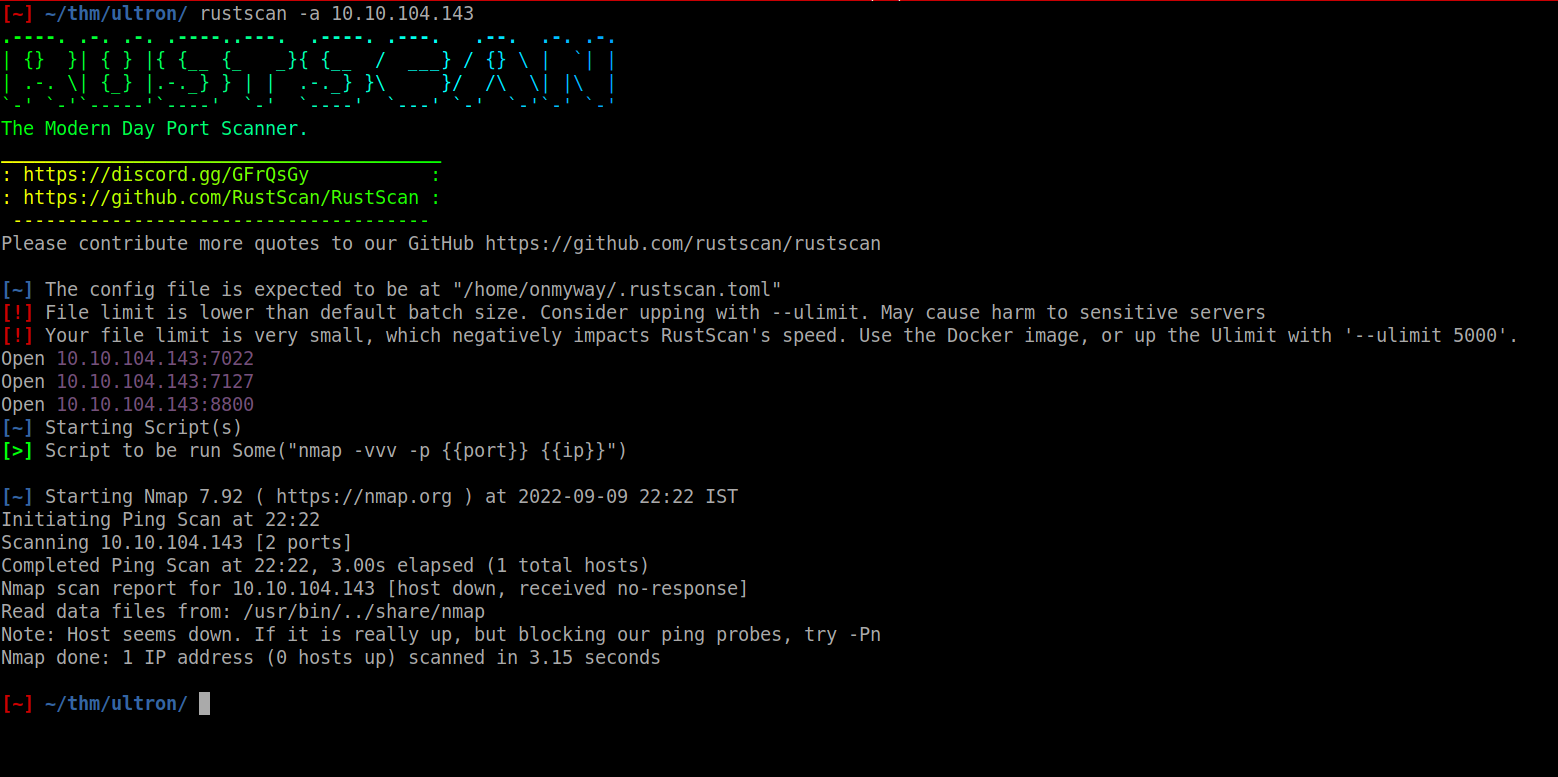 [~] ~/thm/ultron/ rustscan -a 10.10.104.143
.----. .-. .-. .----..---.  .----. .---.   .--.  .-. .-.
| {}  }| { } |{ {__ {_   _}{ {__  /  ___} / {} \ |  `| |
| .-. \| {_} |.-._} } | |  .-._} }\     }/  /\  \| |\  |
`-' `-'`-----'`----'  `-'  `----'  `---' `-'  `-'`-' `-'
The Modern Day Port Scanner.
________________________________________
: https://discord.gg/GFrQsGy           :
: https://github.com/RustScan/RustScan :
 --------------------------------------
Please contribute more quotes to our GitHub https://github.com/rustscan/rustscan
[~] The config file is expected to be at "/home/onmyway/.rustscan.toml"
[!] File limit is lower than default batch size. Consider upping with --ulimit. May cause harm to sensitive servers
[!] Your file limit is very small, which negatively impacts RustScan's speed. Use the Docker image, or up the Ulimit with '--ulimit 5000'.
Open 10.10.104.143:7022
Open 10.10.104.143:7127
Open 10.10.104.143:8800
[~] Starting Script(s)
[>] Script to be run Some("nmap -vvv -p {{port}} {{ip}}")
[~] Starting Nmap 7.92 ( https://nmap.org ) at 2022-09-09 22:22 IST
Initiating Ping Scan at 22:22
Scanning 10.10.104.143 [2 ports]
Completed Ping Scan at 22:22, 3.00s elapsed (1 total hosts)
Nmap scan report for 10.10.104.143 [host down, received no-response]
Read data files from: /usr/bin/../share/nmap
Note: Host seems down. If it is really up, but blocking our ping probes, try -Pn
Nmap done: 1 IP address (0 hosts up) scanned in 3.15 seconds
[~] ~/thm/ultron/